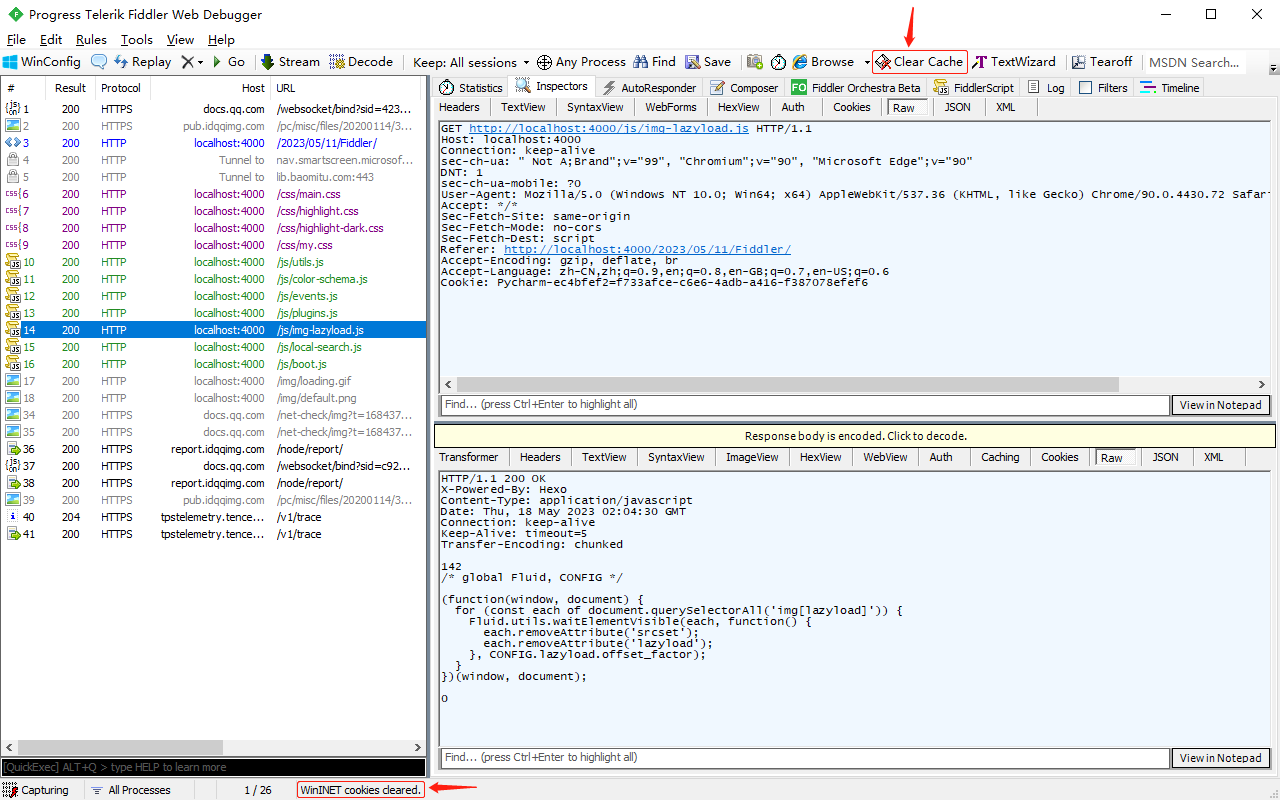 Progress Telerik Fiddler Web Debugger
File Edit Rules Tools View Help
WinConfig Replay Go Stream Decode Keep: All sessions Any Process Find Save Browse Clear Cache TextWizard Tearoff MSDN Search...
# Result Protocol Host URL
1 200 HTTPS docs.qq.com /websocket/bind?sid=423...
2 200 HTTPS pub.idqqimg.com /pc/misc/files/20200114/3...
3 200 HTTP localhost:4000 /2023/05/11/Fiddler/
4 200 HTTP Tunnel to nav.smartscreen.microsof...
5 200 HTTP Tunnel to lib.baomitu.com:443
6 200 HTTP localhost:4000 /css/main.css
7 200 HTTP localhost:4000 /css/highlight.css
8 200 HTTP localhost:4000 /css/highlight-dark.css
9 200 HTTP localhost:4000 /css/my.css
10 200 HTTP localhost:4000 /js/utils.js
11 200 HTTP localhost:4000 /js/color-schema.js
12 200 HTTP localhost:4000 /js/events.js
13 200 HTTP localhost:4000 /js/plugins.js
14 200 HTTP localhost:4000 /js/img-lazyload.js
15 200 HTTP localhost:4000 /js/local-search.js
16 200 HTTP localhost:4000 /js/boot.js
17 200 HTTP localhost:4000 /img/loading.gif
18 200 HTTP localhost:4000 /img/default.png
34 200 HTTPS docs.qq.com /net-check/img?t=168437...
35 200 HTTPS docs.qq.com /net-check/img?t=168437...
36 200 HTTPS report.idqqimg.com /node/report/
37 200 HTTPS docs.qq.com /websocket/bind?sid=c92...
38 200 HTTPS report.idqqimg.com /node/report/
39 200 HTTPS pub.idqqimg.com /pc/misc/files/20200114/3...
40 204 HTTPS tpstelemetry.tence... /v1/trace
41 200 HTTPS tpstelemetry.tence... /v1/trace
[QuickExec] ALT+Q > type HELP to learn more
Statistics Inspectors AutoResponder Composer FO Fiddler Orchestra Beta FiddlerScript Log Filters Timeline
Headers TextView SyntaxView WebForms HexView Auth Cookies Raw JSON XML
GET http://localhost:4000/js/img-lazyload.js HTTP/1.1
Host: localhost:4000
Connection: keep-alive
sec-ch-ua: " Not A;Brand";v="99", "Chromium";v="90", "Microsoft Edge";v="90"
DNT: 1
sec-ch-ua-mobile: ?0
User-Agent: Mozilla/5.0 (Windows NT 10.0; Win64; x64) AppleWebKit/537.36 (KHTML, like Gecko) Chrome/90.0.4430.72 Safar
Accept: */*
Sec-Fetch-Site: same-origin
Sec-Fetch-Mode: no-cors
Sec-Fetch-Dest: script
Referer: http://localhost:4000/2023/05/11/Fiddler/
Accept-Encoding: gzip, deflate, br
Accept-Language: zh-CN,zh;q=0.9,en;q=0.8,en-GB;q=0.7,en-US;q=0.6
Cookie: Pycharm-ec4bfef2=f733afce-c6e6-4adb-a416-f387078efef6
Find... (press Ctrl+Enter to highlight all) View in Notepad
Response body is encoded. Click to decode.
Transformer Headers TextView SyntaxView ImageView HexView WebView Auth Caching Cookies Raw JSON XML
HTTP/1.1 200 OK
X-Powered-By: Hexo
Content-Type: application/javascript
Date: Thu, 18 May 2023 02:04:30 GMT
Connection: keep-alive
Keep-Alive: timeout=5
Transfer-Encoding: chunked
142
/* global Fluid, CONFIG */
(function(window, document) {
for (const each of document.querySelectorAll('img[lazyload]')) {
Fluid.utils.waitElementVisible(each, function() {
each.removeAttribute('srcset');
each.removeAttribute('lazyload');
}, CONFIG.lazyload.offset_factor);
}
})(window, document);
0
Find... (press Ctrl+Enter to highlight all) View in Notepad
Capturing All Processes 1 / 26 WinINET cookies cleared.